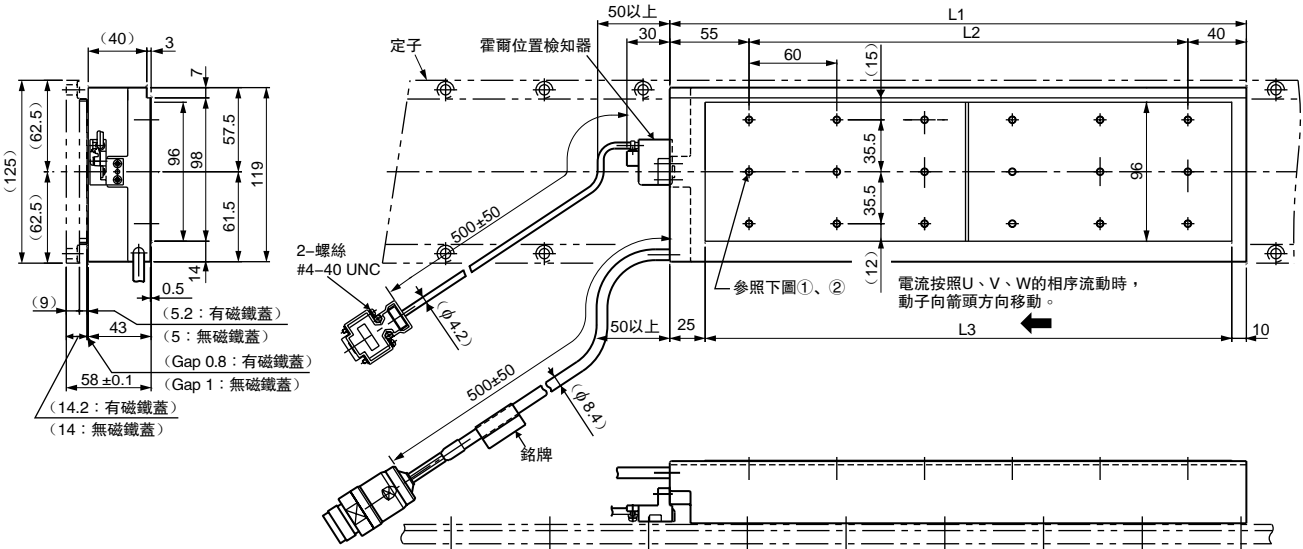 (40)
3
7
(62.5)
(125)
(62.5)
96
98
57.5
119
61.5
14
0.5
(9)
43
58 ±0.1
(5.2：有磁鐵蓋)
(5：無磁鐵蓋)
(Gap 0.8：有磁鐵蓋)
(Gap 1：無磁鐵蓋)
(14.2：有磁鐵蓋)
(14：無磁鐵蓋)
定子
霍爾位置檢知器
50以上
30
L1
55
L2
40
60
(15)
35.5
35.5
96
(12)
500±50
2−螺絲
#4−40 UNC
(φ4.2)
參照下圖①、②
電流按照U、V、W的相序流動時，
動子向箭頭方向移動。
50以上
25
L3
10
500±50
(φ8.4)
銘牌